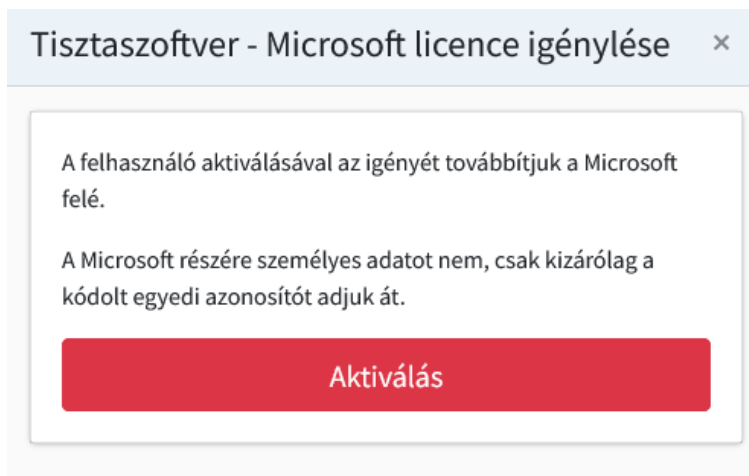 Tisztaszoftver - Microsoft licence igénylése ×
A felhasználó aktiválásával az igényét továbbítjuk a Microsoft
felé.
A Microsoft részére személyes adatot nem, csak kizárólag a
kódolt egyedi azonosítót adjuk át.
Aktiválás